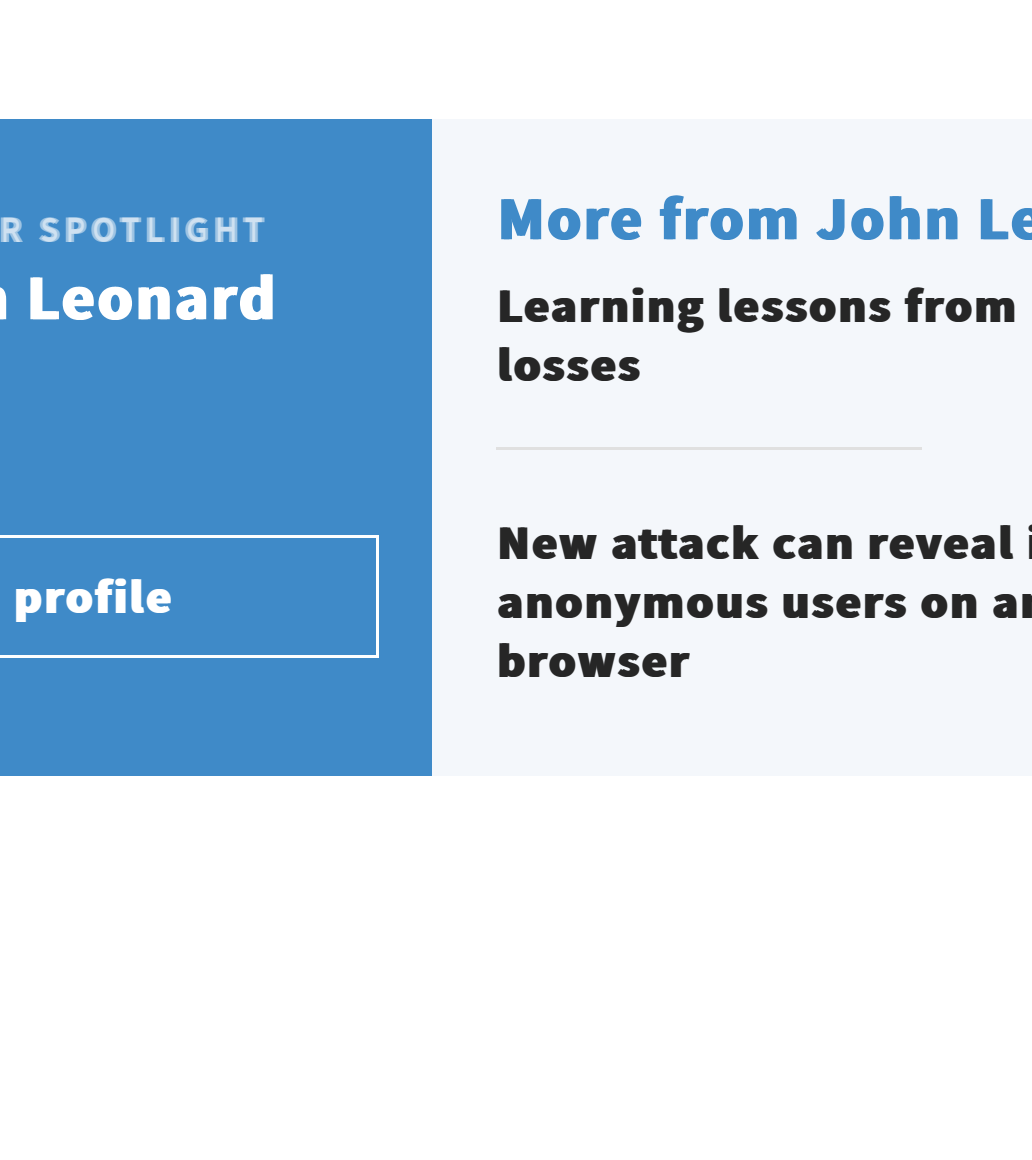 R SPOTLIGHT
Leonard
profile
More from John Le
Learning lessons from
losses
New attack can reveal
anonymous users on
browser